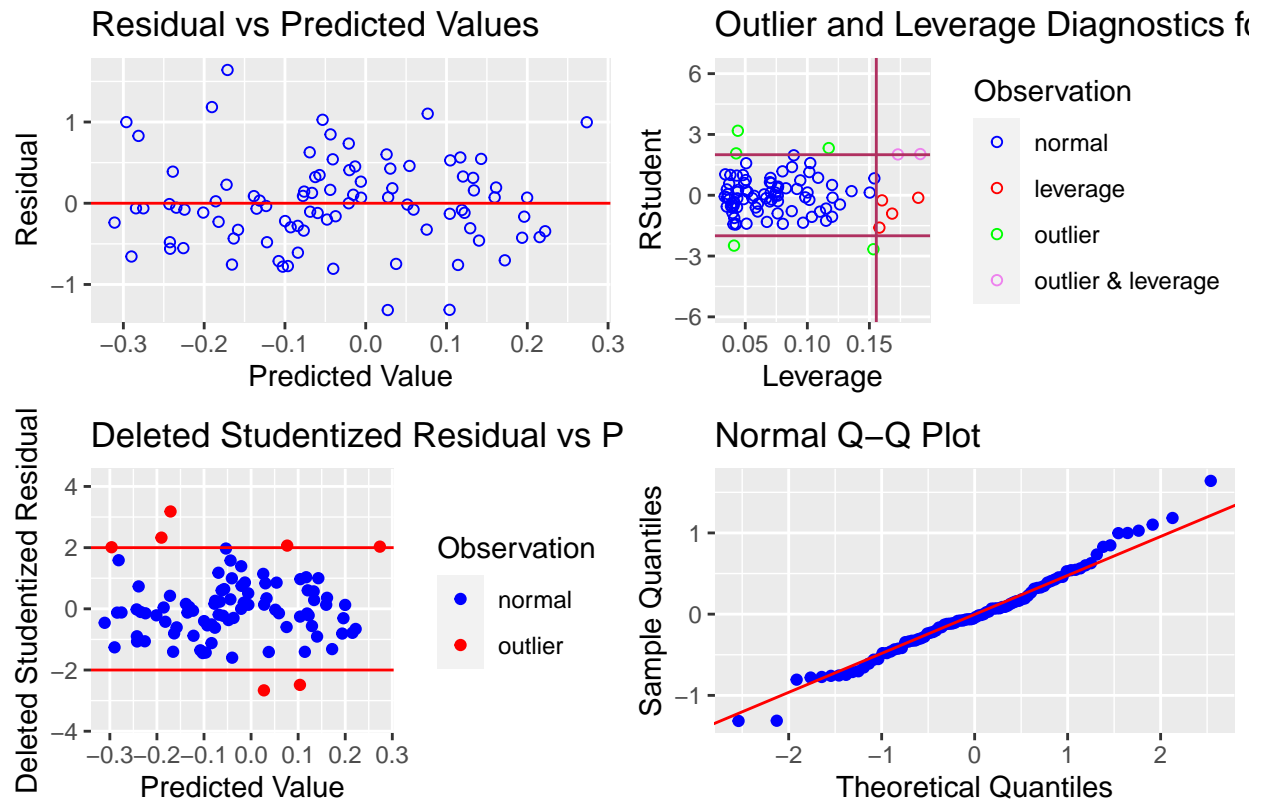 Residual vs Predicted Values
Residual
1
0
−1
−0.3 −0.2 −0.1 0.0 0.1 0.2 0.3
Predicted Value
Outlier and Leverage Diagnostics fo
RStudent
6
3
0
−3
−6
0.05 0.10 0.15
Leverage
Observation
normal
leverage
outlier
outlier & leverage
Deleted Studentized Residual vs P
Deleted Studentized Residual
4
2
0
−2
−4
−0.3−0.2−0.1 0.0 0.1 0.2 0.3
Predicted Value
Observation
normal
outlier
Normal Q−Q Plot
Sample Quantiles
1
0
−1
−2 −1 0 1 2
Theoretical Quantiles